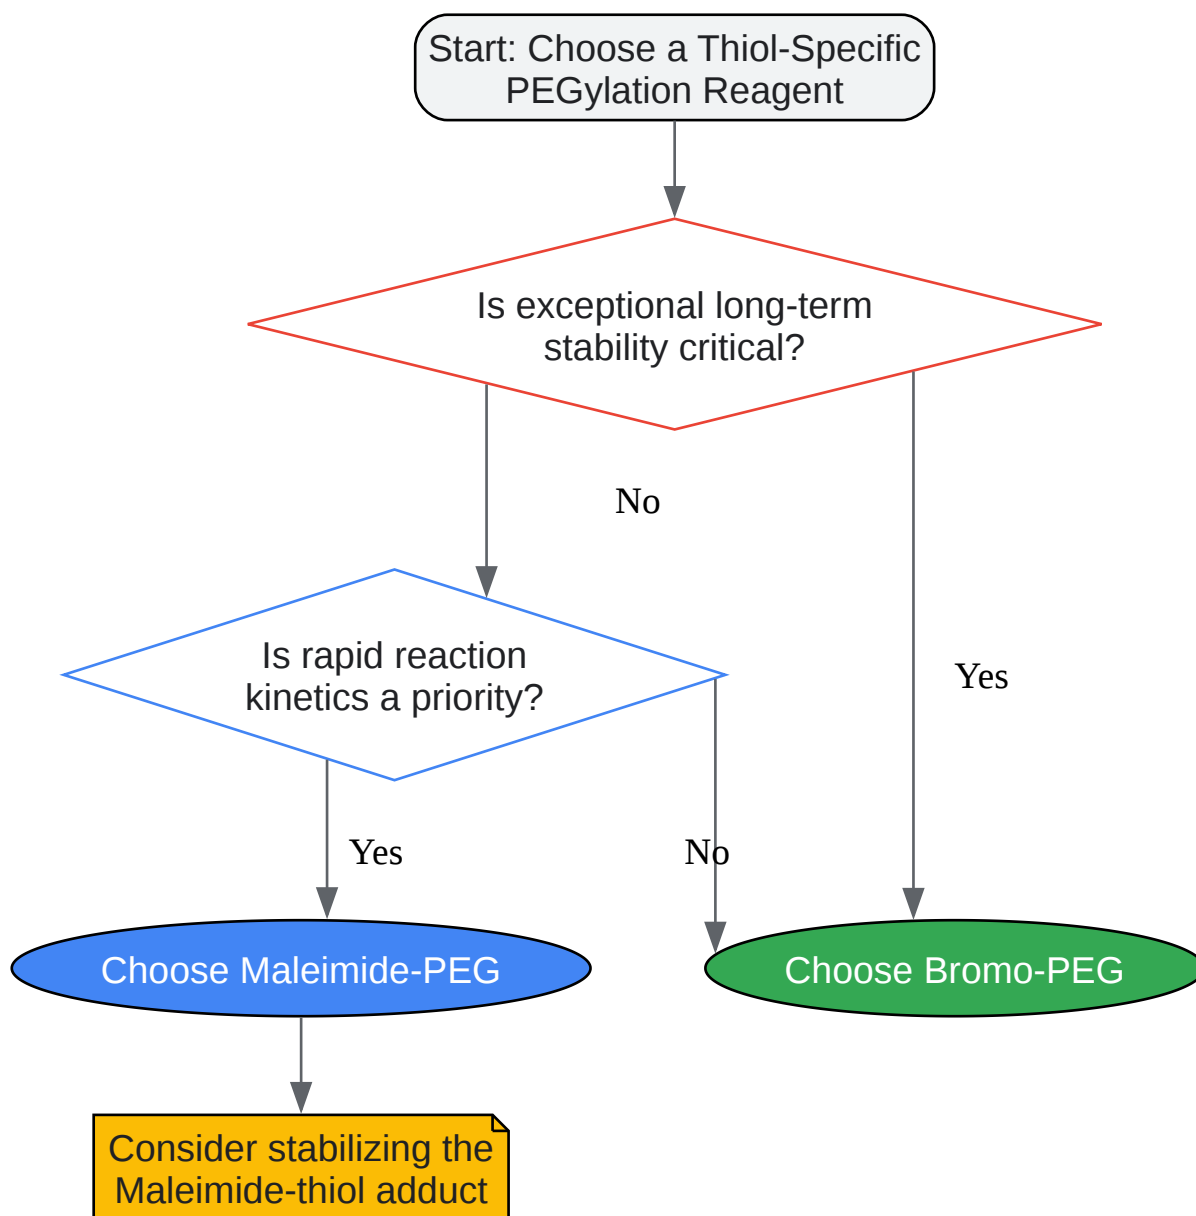 Start: Choose a Thiol-Specific
PEGylation Reagent
Is exceptional long-term
stability critical?
No
Is rapid reaction
kinetics a priority?
Yes
Yes
No
Choose Maleimide-PEG
Choose Bromo-PEG
Consider stabilizing the
Maleimide-thiol adduct